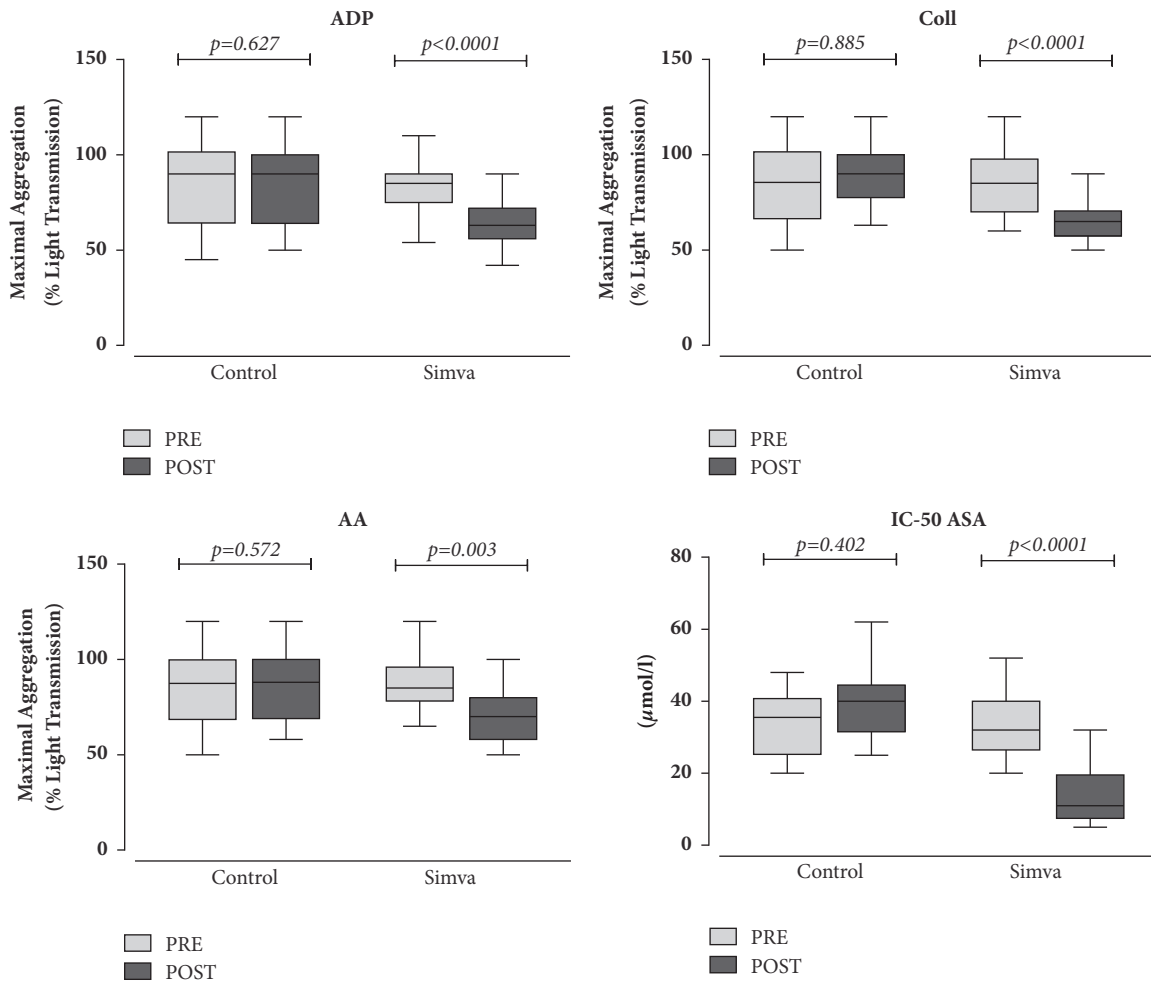 ADP
p=0.627
p<0.0001
150
100
50
0
Maximal Aggregation
(% Light Transmission)
Control
Simva
PRE
POST
Coll
p=0.885
p<0.0001
150
100
50
0
Maximal Aggregation
(% Light Transmission)
Control
Simva
PRE
POST
AA
p=0.572
p=0.003
150
100
50
0
Maximal Aggregation
(% Light Transmission)
Control
Simva
PRE
POST
IC-50 ASA
p=0.402
p<0.0001
80
60
40
20
0
(μmol/l)
Control
Simva
PRE
POST